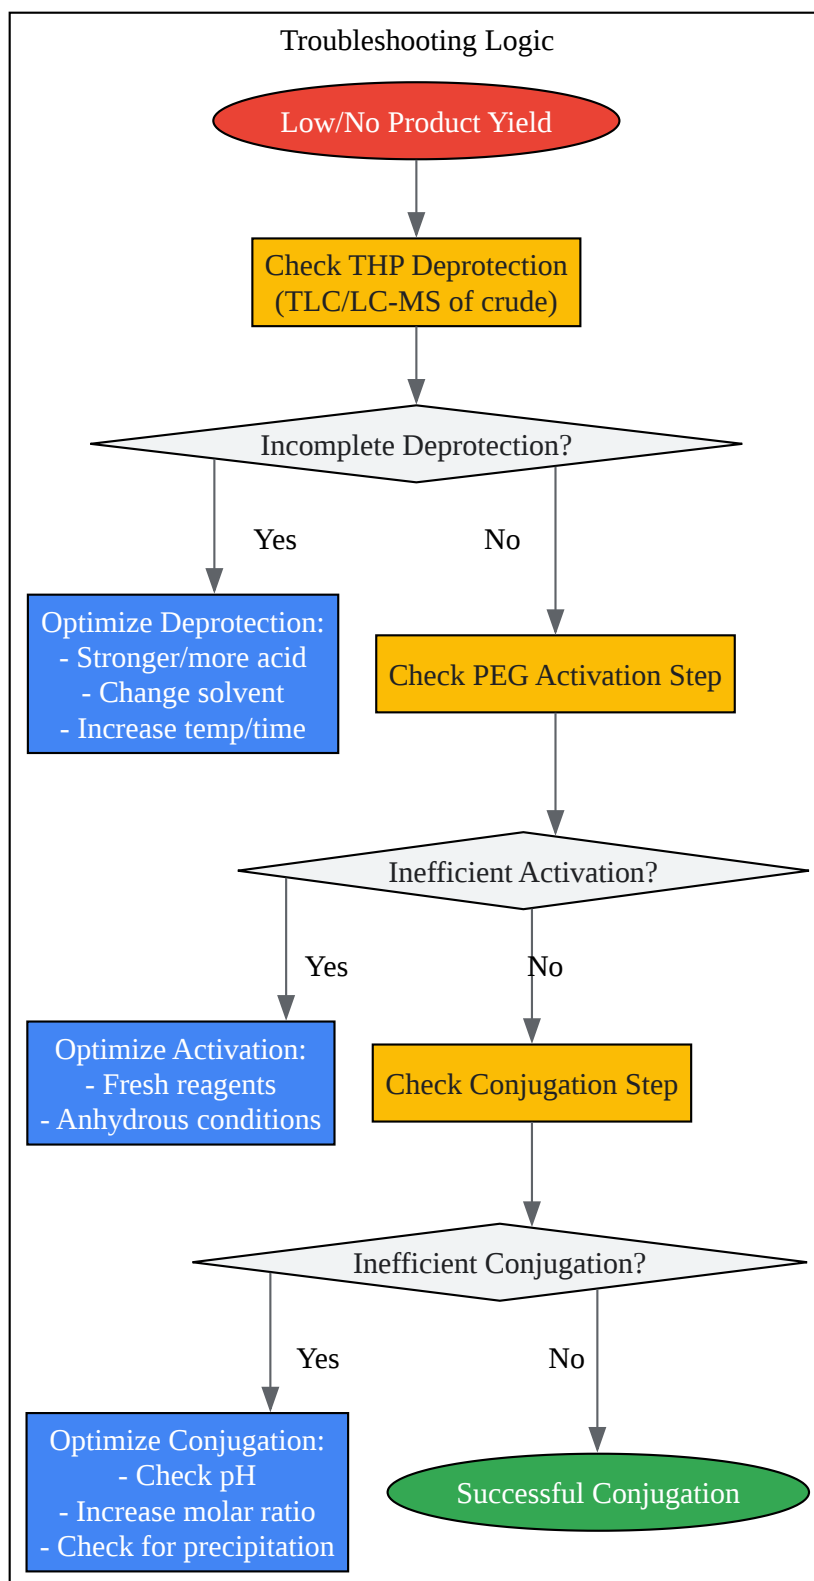 Troubleshooting Logic
Low/No Product Yield
Check THP Deprotection
(TLC/LC-MS of crude)
Incomplete Deprotection?
Yes
No
Optimize Deprotection:
- Stronger/more acid
- Change solvent
- Increase temp/time
Check PEG Activation Step
Inefficient Activation?
Yes
No
Optimize Activation:
- Fresh reagents
- Anhydrous conditions
Check Conjugation Step
Inefficient Conjugation?
Yes
No
Optimize Conjugation:
- Check pH
- Increase molar ratio
- Check for precipitation
Successful Conjugation